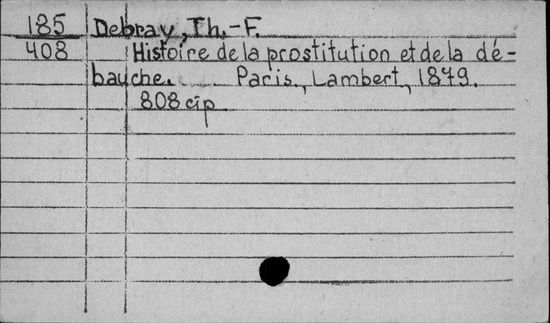 185 Debray, Th.-F.
408 Histoire de la prostitution et de la dé-
bauche. Paris, Lambert, 1879.
808 cip